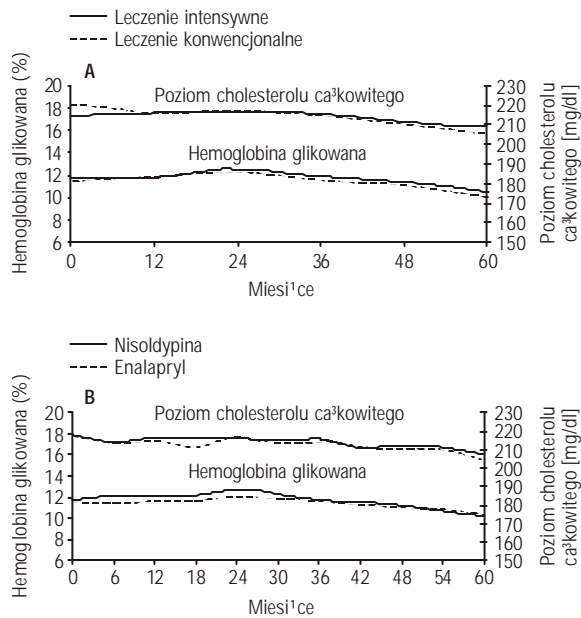 Leczenie intensywne
Leczenie konwencjonalne
A
Hemoglobina glikowana (%)
20
18
16
14
12
10
8
6
Poziom cholesterolu ca³kowitego
Hemoglobina glikowana
230
220
210
200
190
180
170
160
150
Poziom cholesterolu
ca³kowitego [mg/dl]
0 12 24 36 48 60
Miesi¹ce
Nisoldypina
Enalapryl
B
Hemoglobina glikowana (%)
20
18
16
14
12
10
8
6
Poziom cholesterolu ca³kowitego
Hemoglobina glikowana
230
220
210
200
190
180
170
160
150
Poziom cholesterolu
ca³kowitego [mg/dl]
0 6 12 18 24 30 36 42 48 54 60
Miesi¹ce